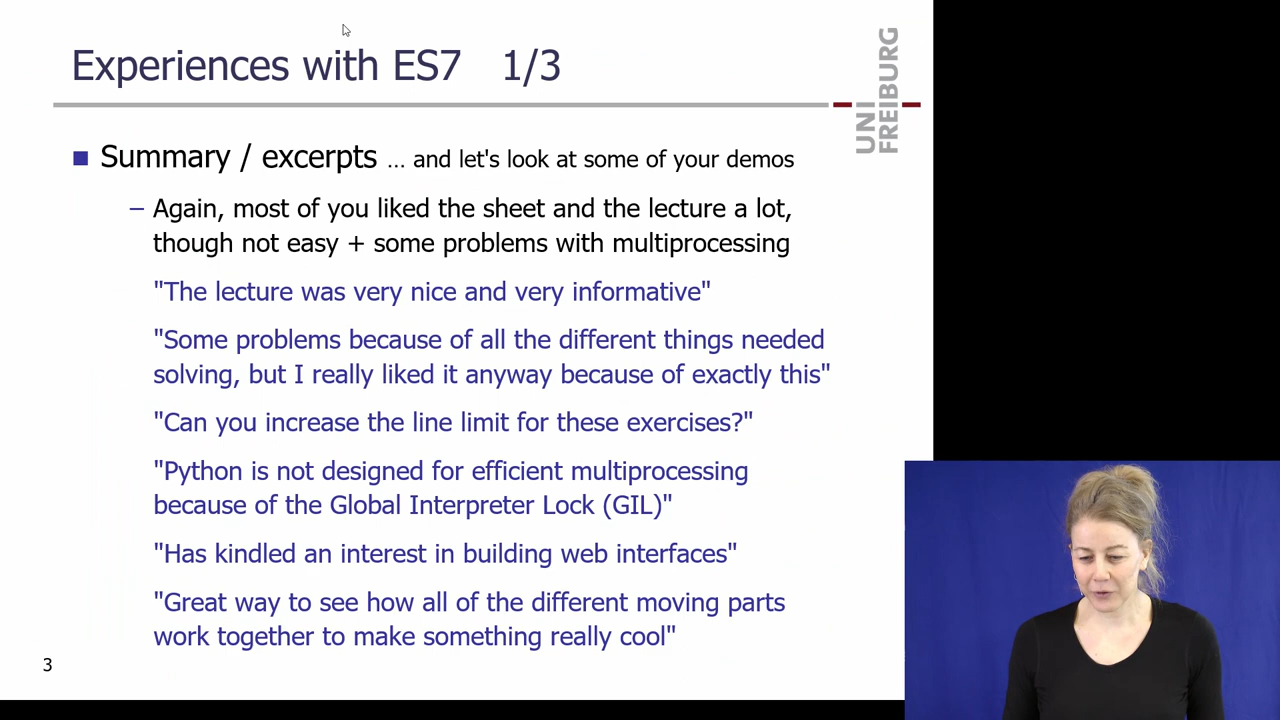 Experiences with ES7 1/3
UNI
FREIBURG
Summary / excerpts ... and let's look at some of your demos
– Again, most of you liked the sheet and the lecture a lot,
though not easy + some problems with multiprocessing
"The lecture was very nice and very informative"
"Some problems because of all the different things needed
solving, but I really liked it anyway because of exactly this"
"Can you increase the line limit for these exercises?"
"Python is not designed for efficient multiprocessing
because of the Global Interpreter Lock (GIL)"
"Has kindled an interest in building web interfaces"
"Great way to see how all of the different moving parts
work together to make something really cool"
3